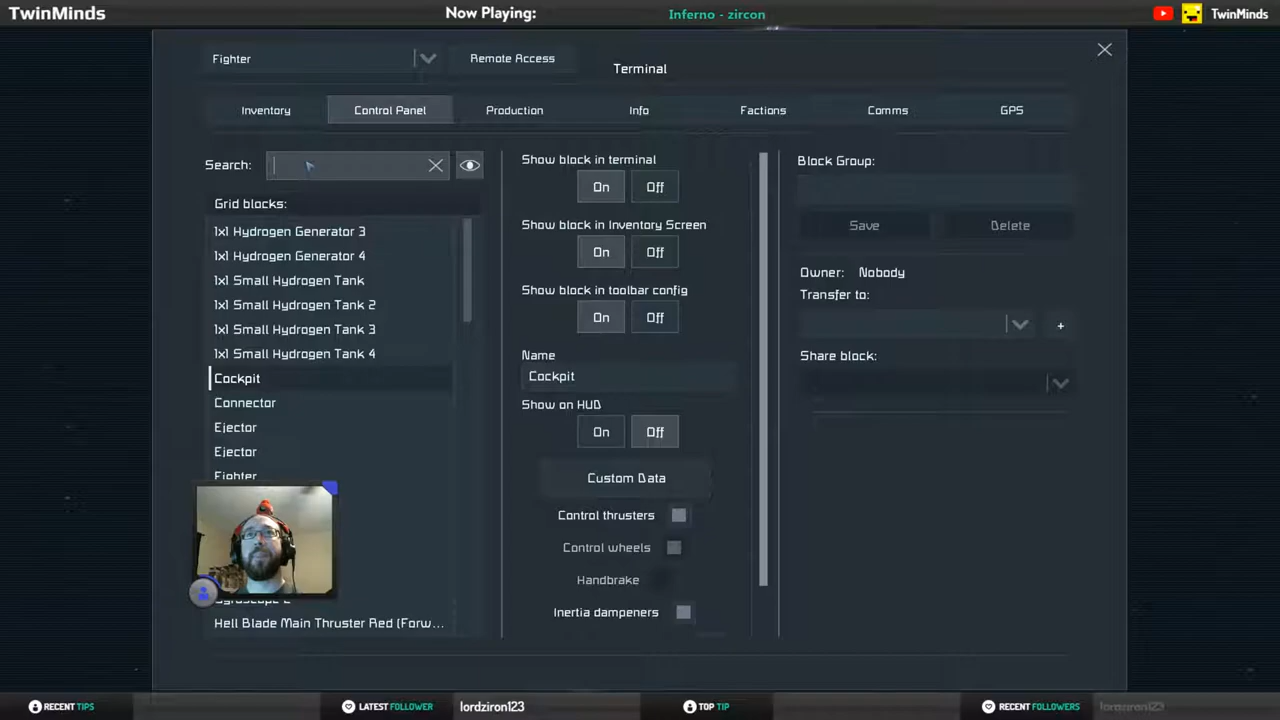 TwinMinds
Now Playing:
Inferno - zircon
TwinMinds
Fighter
Remote Access
Terminal
Inventory
Control Panel
Production
Info
Factions
Comms
GPS
Search:
Grid blocks:
1x1 Hydrogen Generator 3
1x1 Hydrogen Generator 4
1x1 Small Hydrogen Tank
1x1 Small Hydrogen Tank 2
1x1 Small Hydrogen Tank 3
1x1 Small Hydrogen Tank 4
Cockpit
Connector
Ejector
Ejector
Fighter
Gyroscope 2
Hell Blade Main Thruster Red (Forw...
Show block in terminal
On Off
Show block in Inventory Screen
On Off
Show block in toolbar config
On Off
Name
Cockpit
Show on HUD
On Off
Custom Data
Control thrusters
Control wheels
Handbrake
Inertia dampeners
Block Group:
Save Delete
Owner: Nobody
Transfer to:
+
Share block:
RECENT TIPS
LATEST FOLLOWER
lordziron123
TOP TIP
RECENT FOLLOWERS
lordziron123